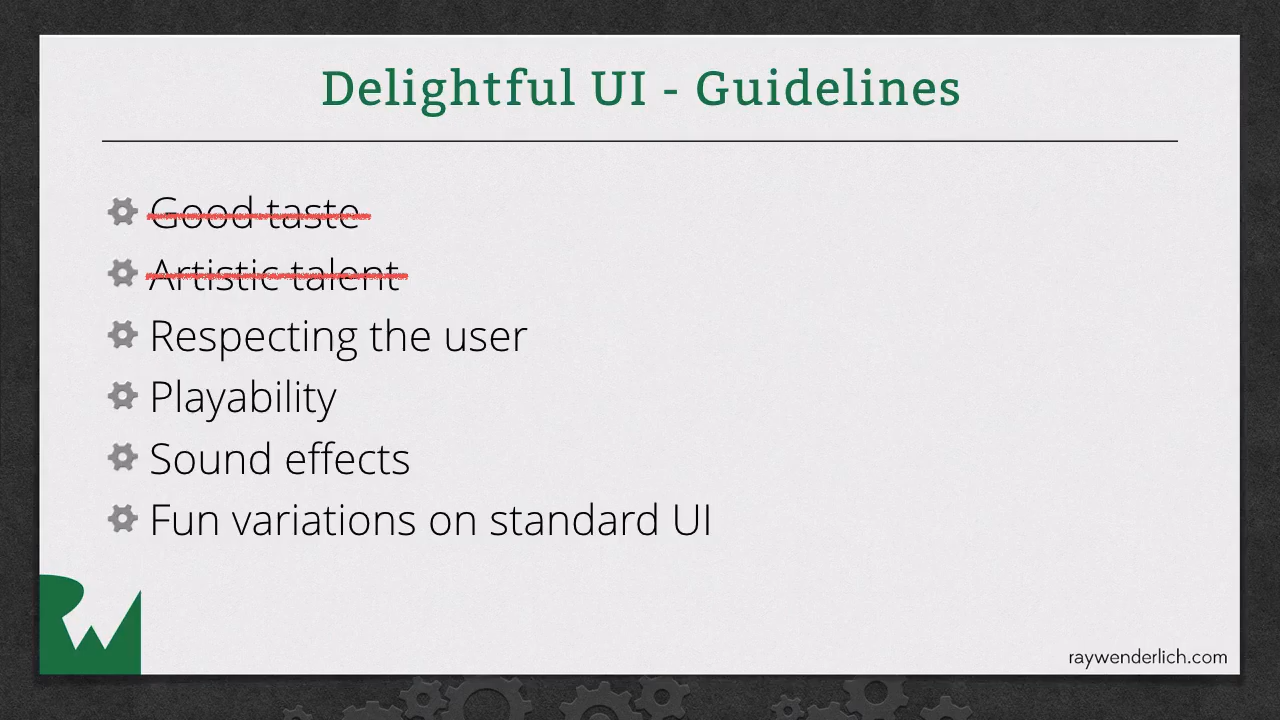 Delightful UI - Guidelines
Good taste
Artistic talent
Respecting the user
Playability
Sound effects
Fun variations on standard UI
RW
raywenderlich.com